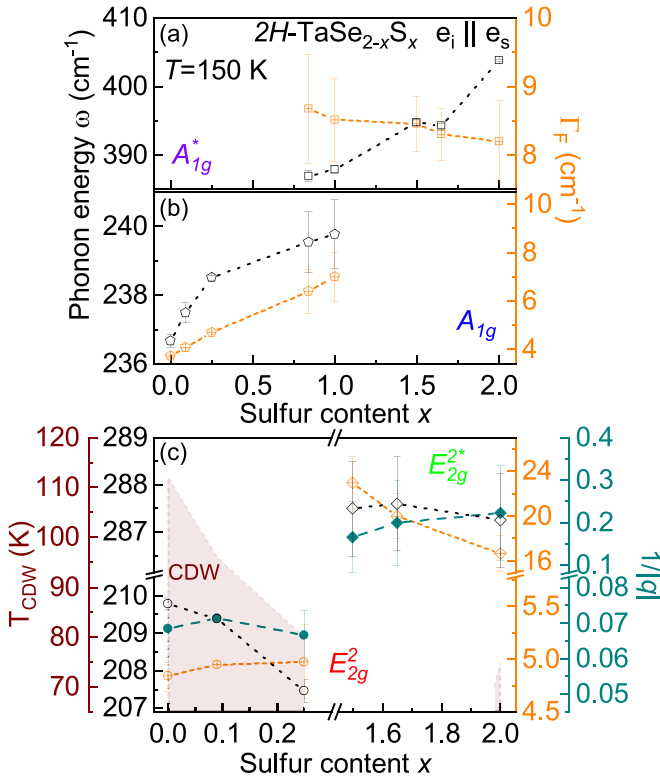 (a) 2H-TaSe2-xSx ei || es
T=150 K
A*1g
Phonon energy ω (cm-1)
410
400
390
9
8
ΓF (cm-1)
(b)
A1g
240
238
236
8
6
4
0.0 0.5 1.0 1.5 2.0
Sulfur content x
(c)
E2*2g
CDW
E22g
TCDW (K)
120
110
100
90
80
70
289
288
287
210
209
208
207
24
20
16
5.5
5.0
4.5
1/|q|
0.4
0.3
0.2
0.1
0.08
0.07
0.06
0.05
0.0 0.1 0.2 1.6 1.8 2.0
Sulfur content x